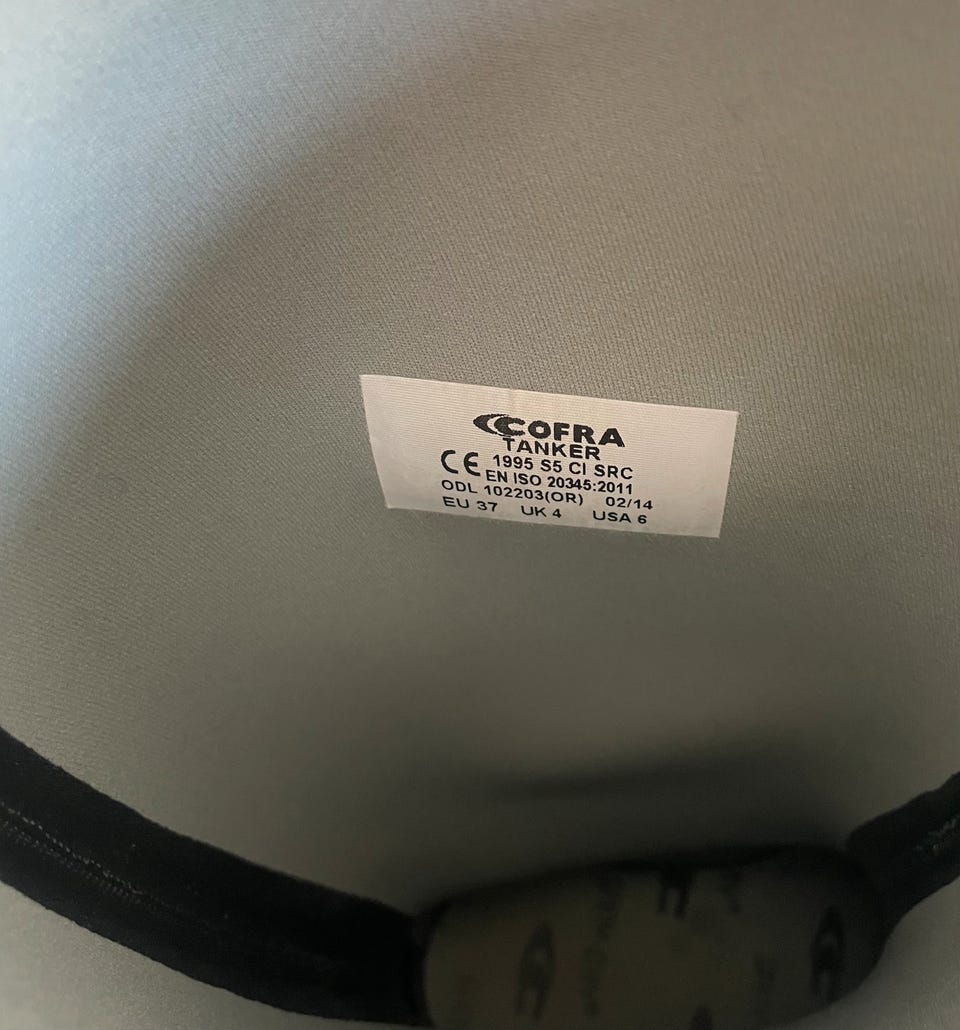 COFRA
TANKER
CE 1995 S5 CI SRC
EN ISO 20345:2011
ODL 102203(OR) 02/14
EU 37 UK 4 USA 6